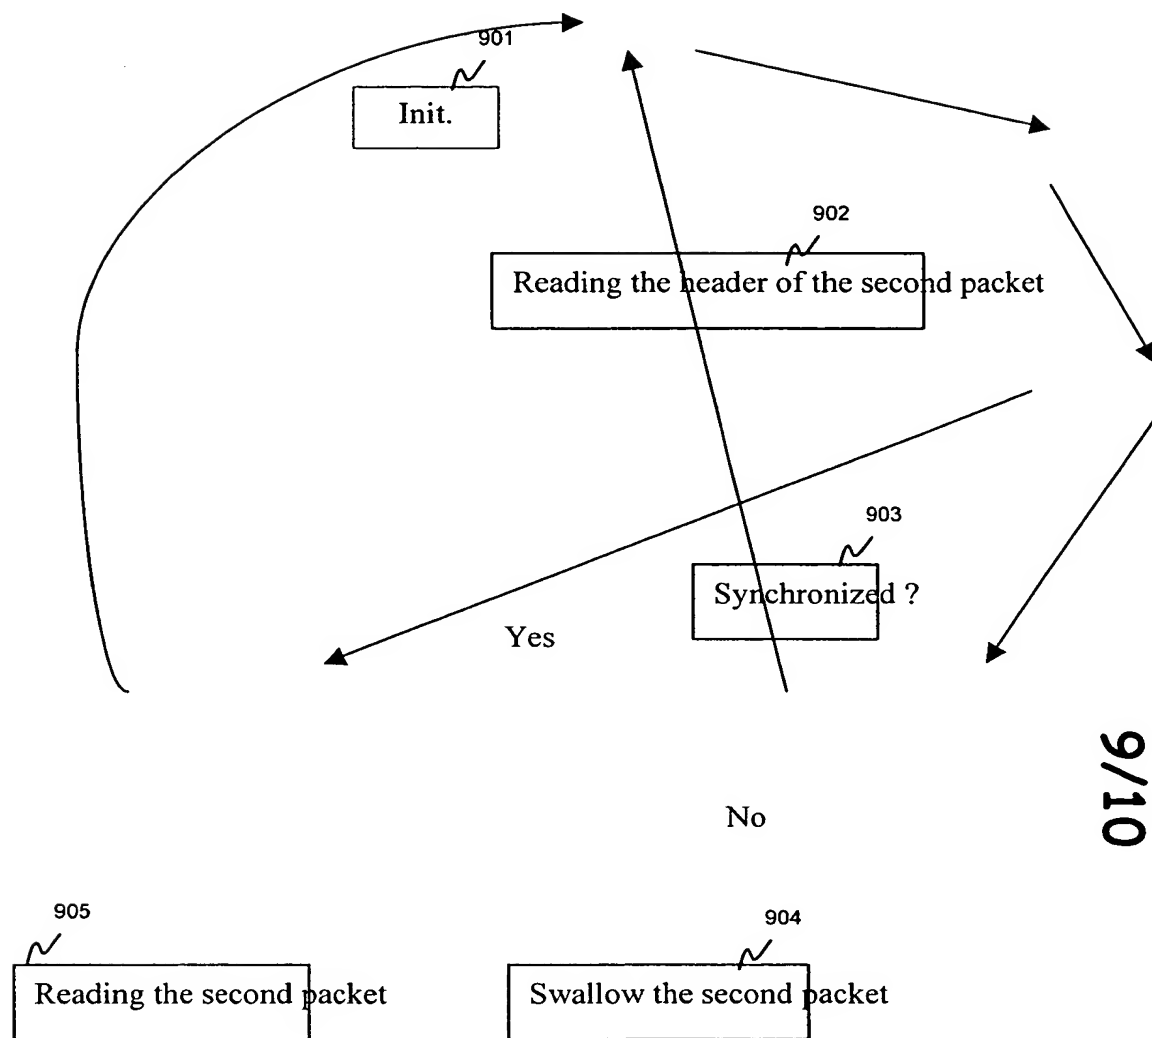 901
Init.
902
Reading the header of the second packet
903
Synchronized ?
Yes
9/10
No
905
904
Reading the second packet
Swallow the second packet